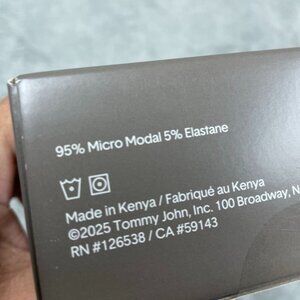 95% Micro Modal 5% Elastane
Made in Kenya / Fabriqué au Kenya
©2025 Tommy John, Inc. 100 Broadway, N
RN #126538 / CA #59143